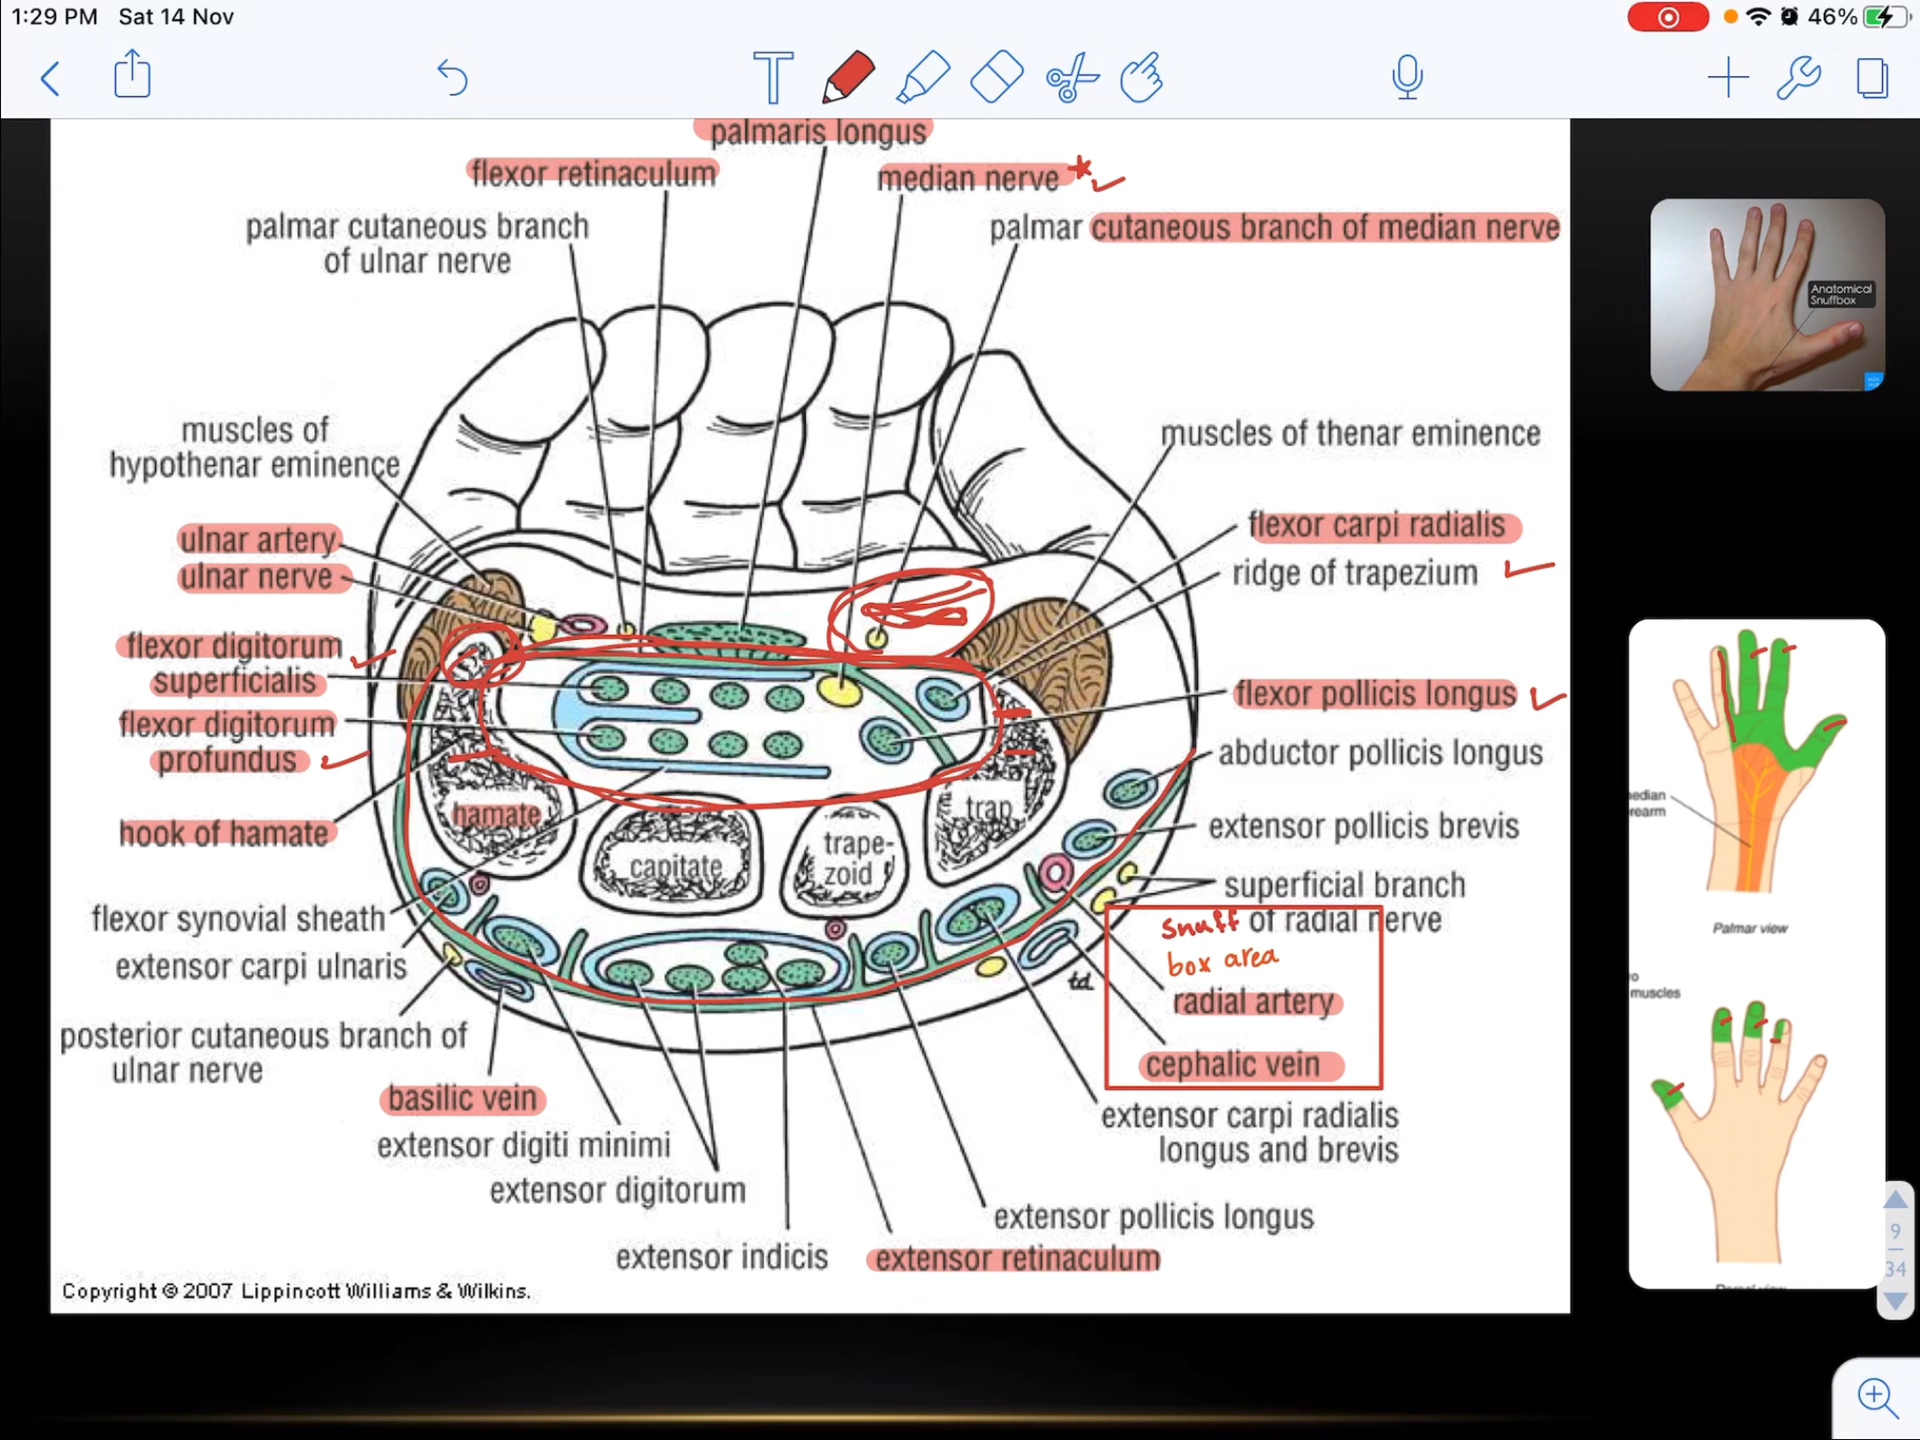 1:29 PM Sat 14 Nov
46%
T
palmaris longus
flexor retinaculum
median nerve
palmar cutaneous branch
of ulnar nerve
palmar cutaneous branch of median nerve
muscles of
hypothenar eminence
muscles of thenar eminence
ulnar artery
ulnar nerve
flexor carpi radialis
ridge of trapezium
flexor digitorum
superficialis
flexor digitorum
profundus
flexor pollicis longus
abductor pollicis longus
hook of hamate
hamate
capitate
trape-
zoid
trap
extensor pollicis brevis
superficial branch
of radial nerve
snuff
box area
radial artery
cephalic vein
flexor synovial sheath
extensor carpi ulnaris
posterior cutaneous branch of
ulnar nerve
basilic vein
extensor digiti minimi
extensor digitorum
extensor indicis
extensor retinaculum
extensor pollicis longus
extensor carpi radialis
longus and brevis
td.
Copyright © 2007 Lippincott Williams & Wilkins.
Anatomical
Snuffbox
edian
rearm
Palmar view
o
muscles
9
34